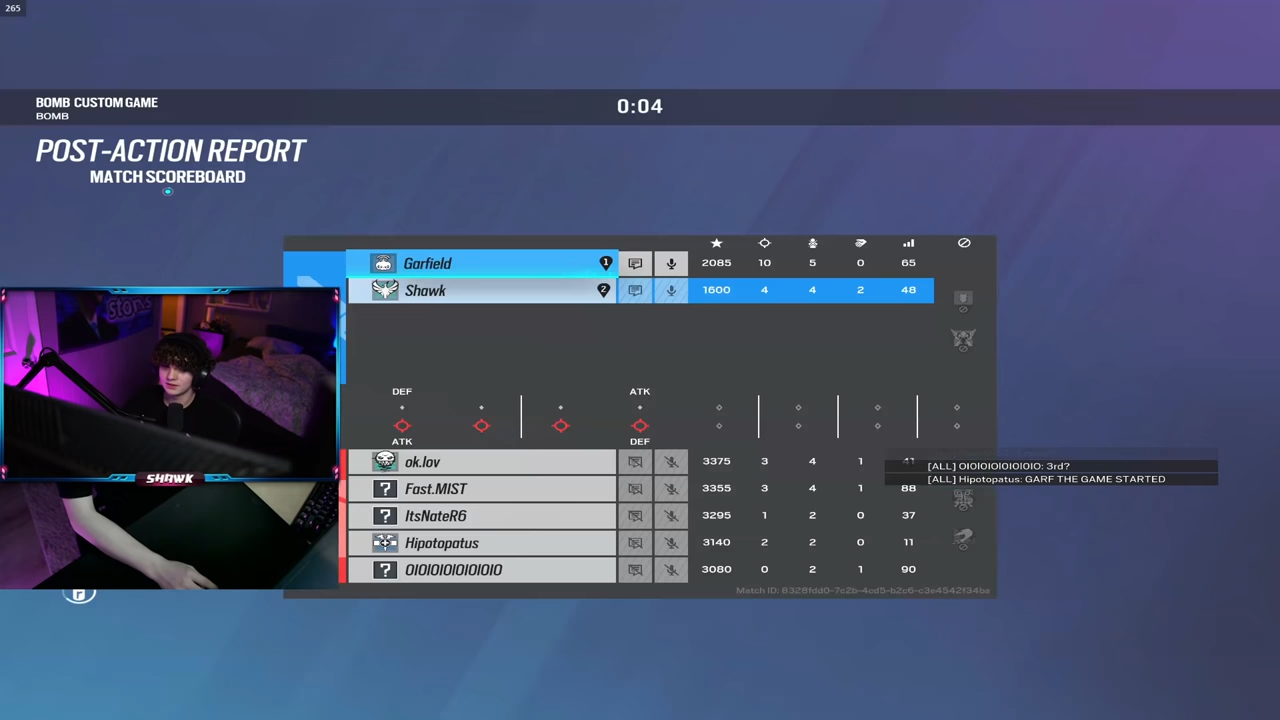 265
BOMB CUSTOM GAME
BOMB
0:04
POST-ACTION REPORT
MATCH SCOREBOARD
Garfield 1 2085 10 5 0 65
Shawk 2 1600 4 4 2 48
DEF ATK
ATK DEF
ok.lov 3375 3 4 1 41
[ALL] OIOIOIOIOIOIOIO: 3rd?
[ALL] Hipotopatus: GARF THE GAME STARTED
Fast.MIST 3355 3 4 1 88
ItsNateR6 3295 1 2 0 37
Hipotopatus 3140 2 2 0 11
OIOIOIOIOIOIOIO 3080 0 2 1 90
SHAWK